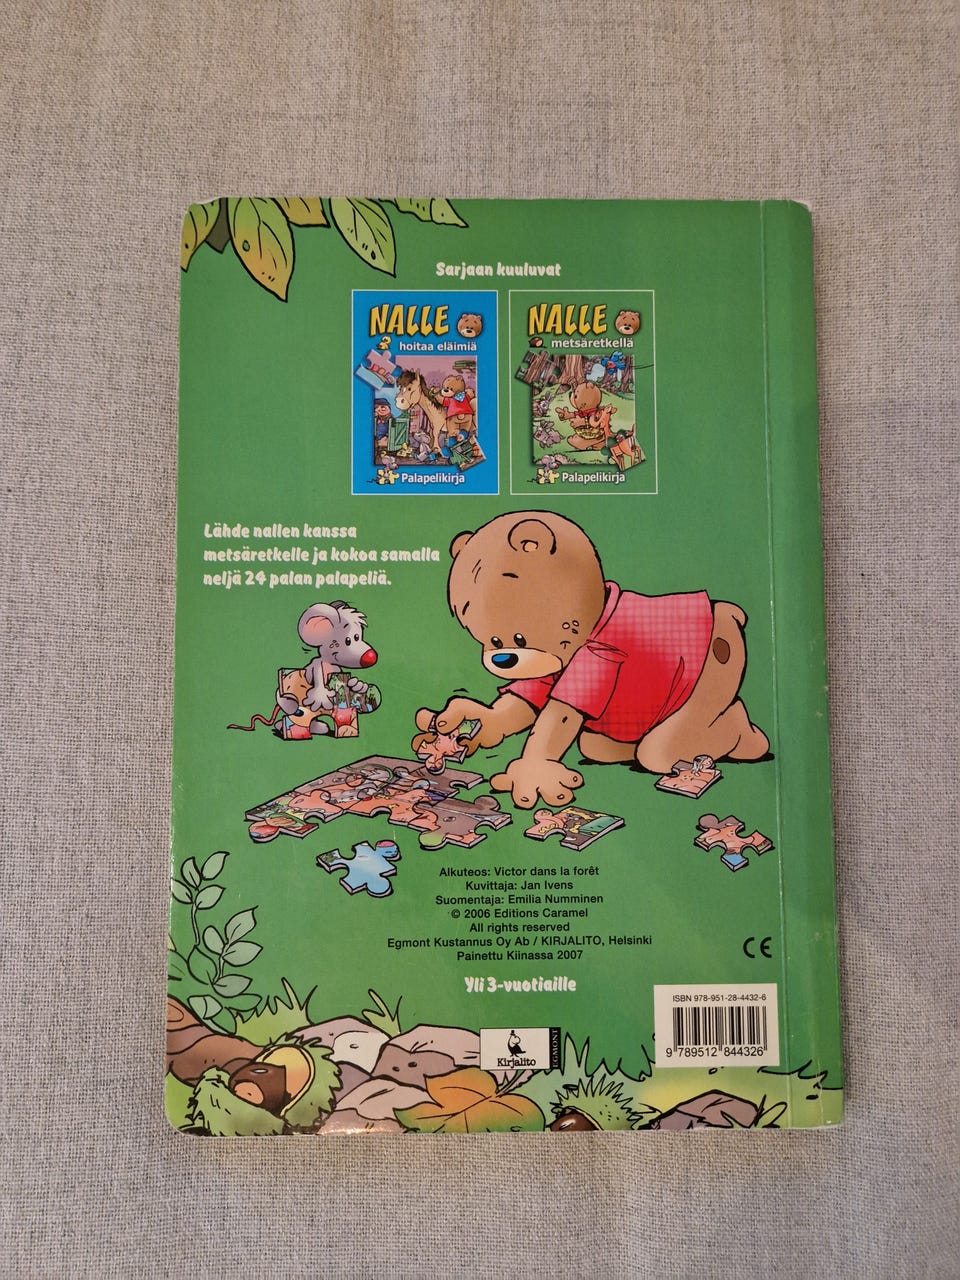 Sarjaan kuuluvat
NALLE
hoitaa eläimiä
Palapelikirja
NALLE
metsäretkellä
Palapelikirja
Lähde nallen kanssa
metsäretkelle ja kokoa samalla
neljä 24 palan palapeliä.
Alkuteos: Victor dans la forêt
Kuvittaja: Jan Ivens
Suomentaja: Emilia Numminen
© 2006 Editions Caramel
All rights reserved
Egmont Kustannus Oy Ab / KIRJALITO, Helsinki
Painettu Kiinassa 2007
CE
Yli 3-vuotiaille
Kirjalito
EGMONT
ISBN 978-951-28-4432-6
9 789512 844326